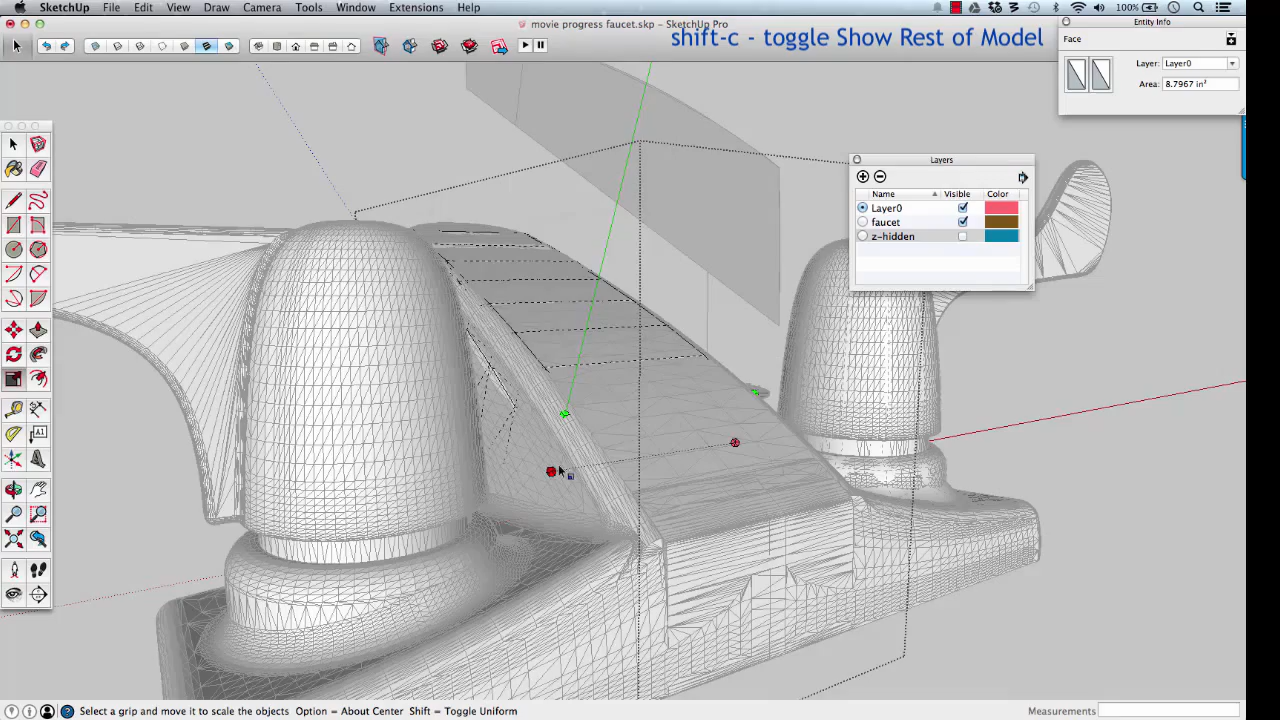 SketchUp File Edit View Draw Camera Tools Window Extensions Help 100%
movie progress faucet.skp - SketchUp Pro
shift-c - toggle Show Rest of Model
Entity Info
Face
Layer: Layer0
Area: 8.7967 in²
Layers
Name Visible Color
Layer0
faucet
z-hidden
A1
Select a grip and move it to scale the objects Option = About Center Shift = Toggle Uniform
Measurements